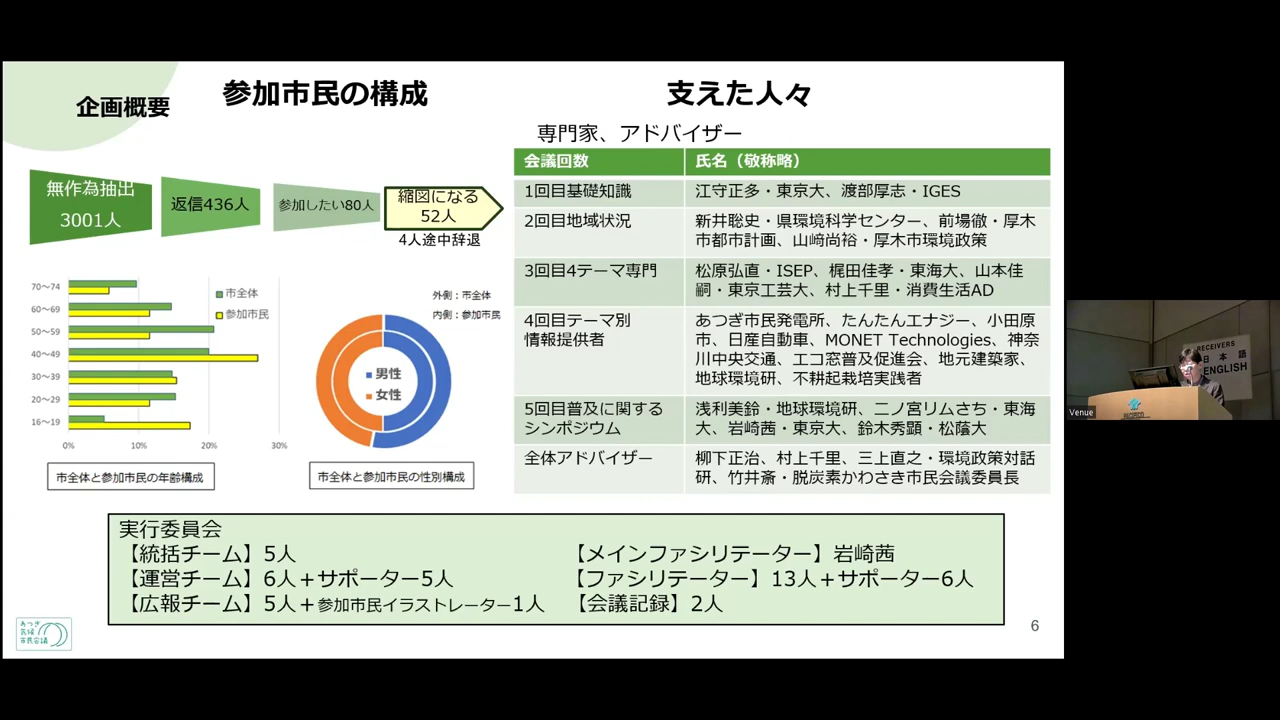 企画概要
参加市民の構成
支えた人々
無作為抽出
3001人
返信436人
参加したい80人
縮図になる
52人
4人途中辞退
70～74
60～69
50～59
40～49
30～39
20～29
16～19
0%
10%
20%
30%
市全体
参加市民
市全体と参加市民の年齢構成
外側：市全体
内側：参加市民
男性
女性
市全体と参加市民の性別構成
専門家、アドバイザー
会議回数
氏名（敬称略）
1回目基礎知識
江守正多・東京大、渡部厚志・IGES
2回目地域状況
新井聡史・県環境科学センター、前場徹・厚木
市都市計画、山﨑尚裕・厚木市環境政策
3回目4テーマ専門
松原弘直・ISEP、梶田佳孝・東海大、山本佳
嗣・東京工芸大、村上千里・消費生活AD
4回目テーマ別
情報提供者
あつぎ市民発電所、たんたんエナジー、小田原
市、日産自動車、MONET Technologies、神奈
川中央交通、エコ窓普及促進会、地元建築家、
地球環境研、不耕起栽培実践者
5回目普及に関する
シンポジウム
浅利美鈴・地球環境研、二ノ宮リムさち・東海
大、岩崎茜・東京大、鈴木秀顕・松蔭大
全体アドバイザー
柳下正治、村上千里、三上直之・環境政策対話
研、竹井斎・脱炭素かわさき市民会議委員長
実行委員会
【統括チーム】5人
【運営チーム】6人＋サポーター5人
【広報チーム】5人＋参加市民イラストレーター1人
【メインファシリテーター】岩崎茜
【ファシリテーター】13人＋サポーター6人
【会議記録】2人
あつぎ
気候
市民会議
6
RECEIVERS
日本語
ENGLISH
Venue